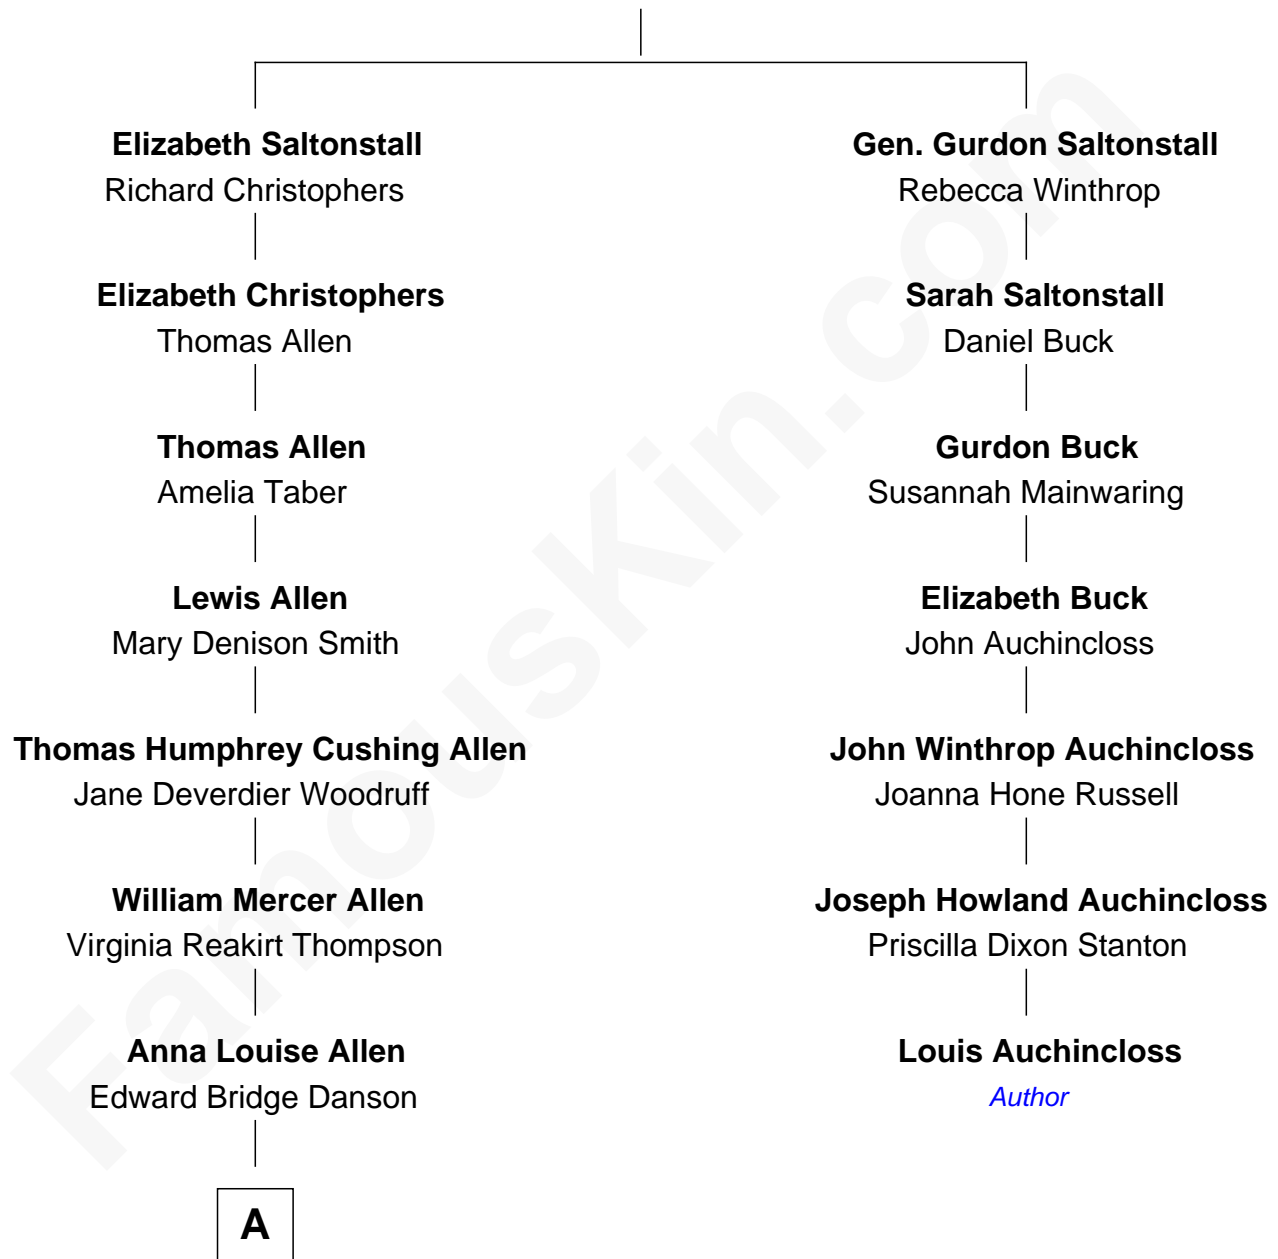 Elizabeth Saltonstall
Richard Christophers
Elizabeth Christophers
Thomas Allen
Thomas Allen
Amelia Taber
Lewis Allen
Mary Denison Smith
Thomas Humphrey Cushing Allen
Jane Deverdier Woodruff
William Mercer Allen
Virginia Reakirt Thompson
Anna Louise Allen
Edward Bridge Danson
A
Gen. Gurdon Saltonstall
Rebecca Winthrop
Sarah Saltonstall
Daniel Buck
Gurdon Buck
Susannah Mainwaring
Elizabeth Buck
John Auchincloss
John Winthrop Auchincloss
Joanna Hone Russell
Joseph Howland Auchincloss
Priscilla Dixon Stanton
Louis Auchincloss
Author
FamousKin.com